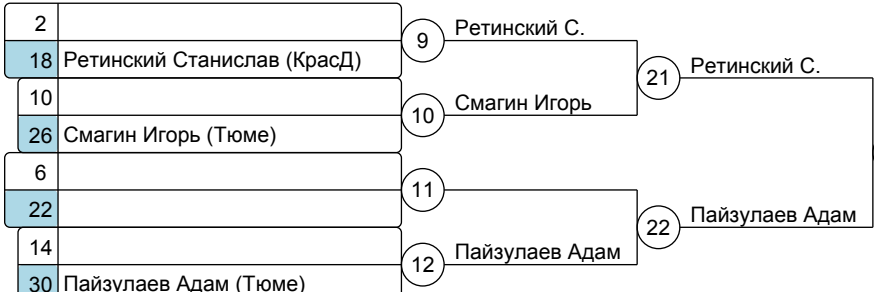 2
18 Ретинский Станислав (КрасД)
9 Ретинский С.
21 Ретинский С.
10
26 Смагин Игорь (Тюме)
10 Смагин Игорь
6
22
11
22 Пайзулаев Адам
14
30 Пайзулаев Адам (Тюме)
12 Пайзулаев Адам